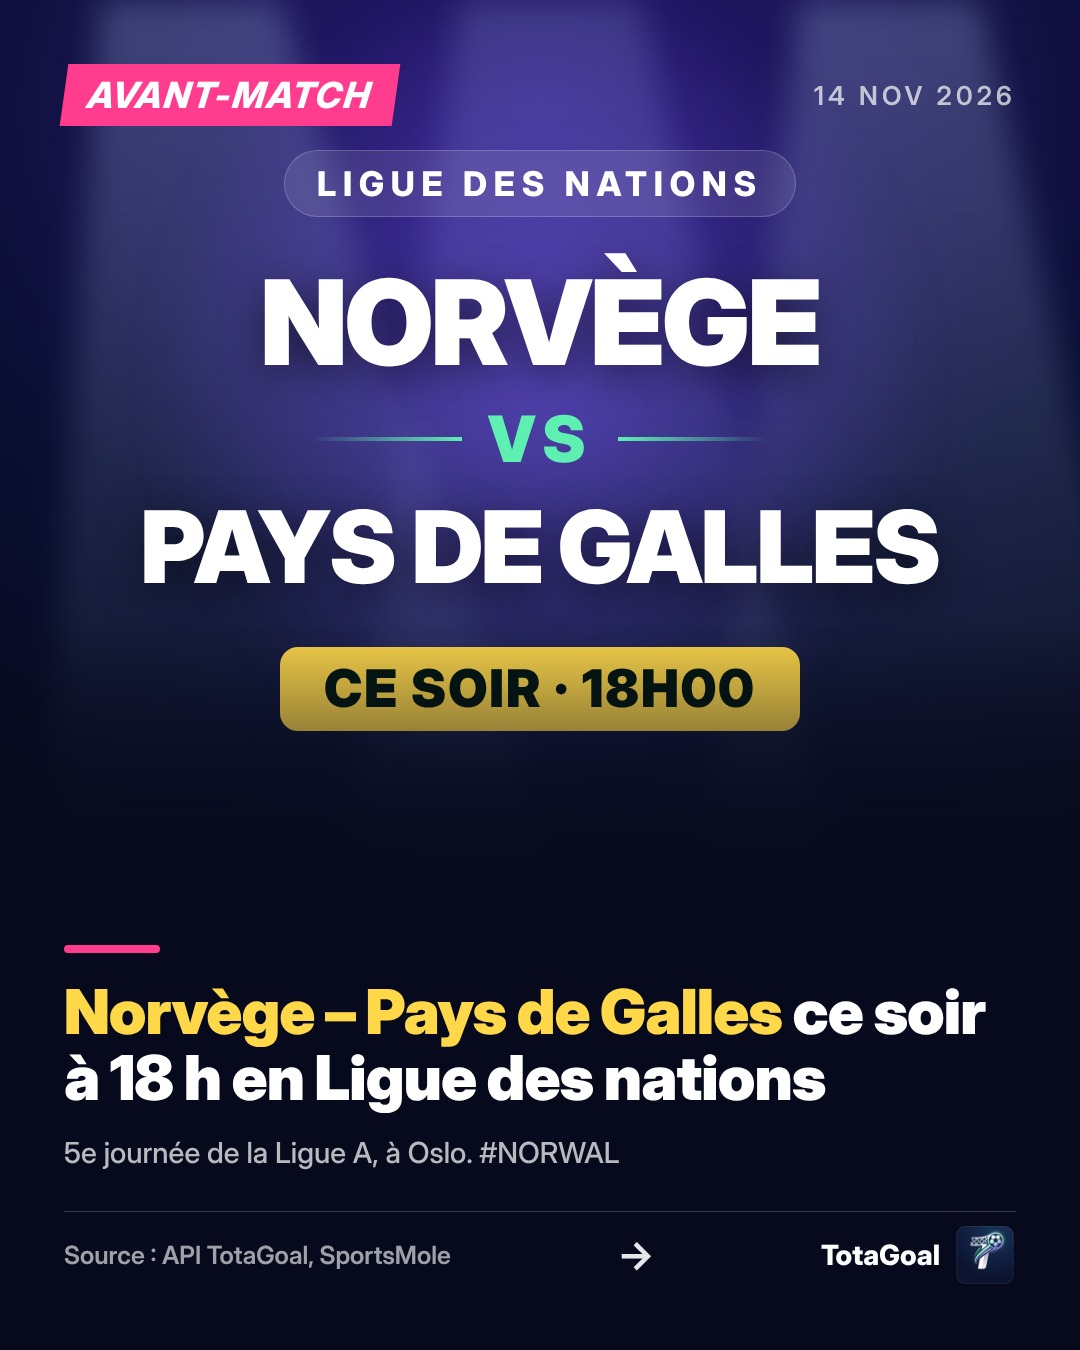 AVANT-MATCH
14 NOV 2026
LIGUE DES NATIONS
NORVÈGE
VS
PAYS DE GALLES
CE SOIR · 18H00
Norvège – Pays de Galles ce soir
à 18 h en Ligue des nations
5e journée de la Ligue A, à Oslo. #NORWAL
Source : API TotaGoal, SportsMole
→
TotaGoal